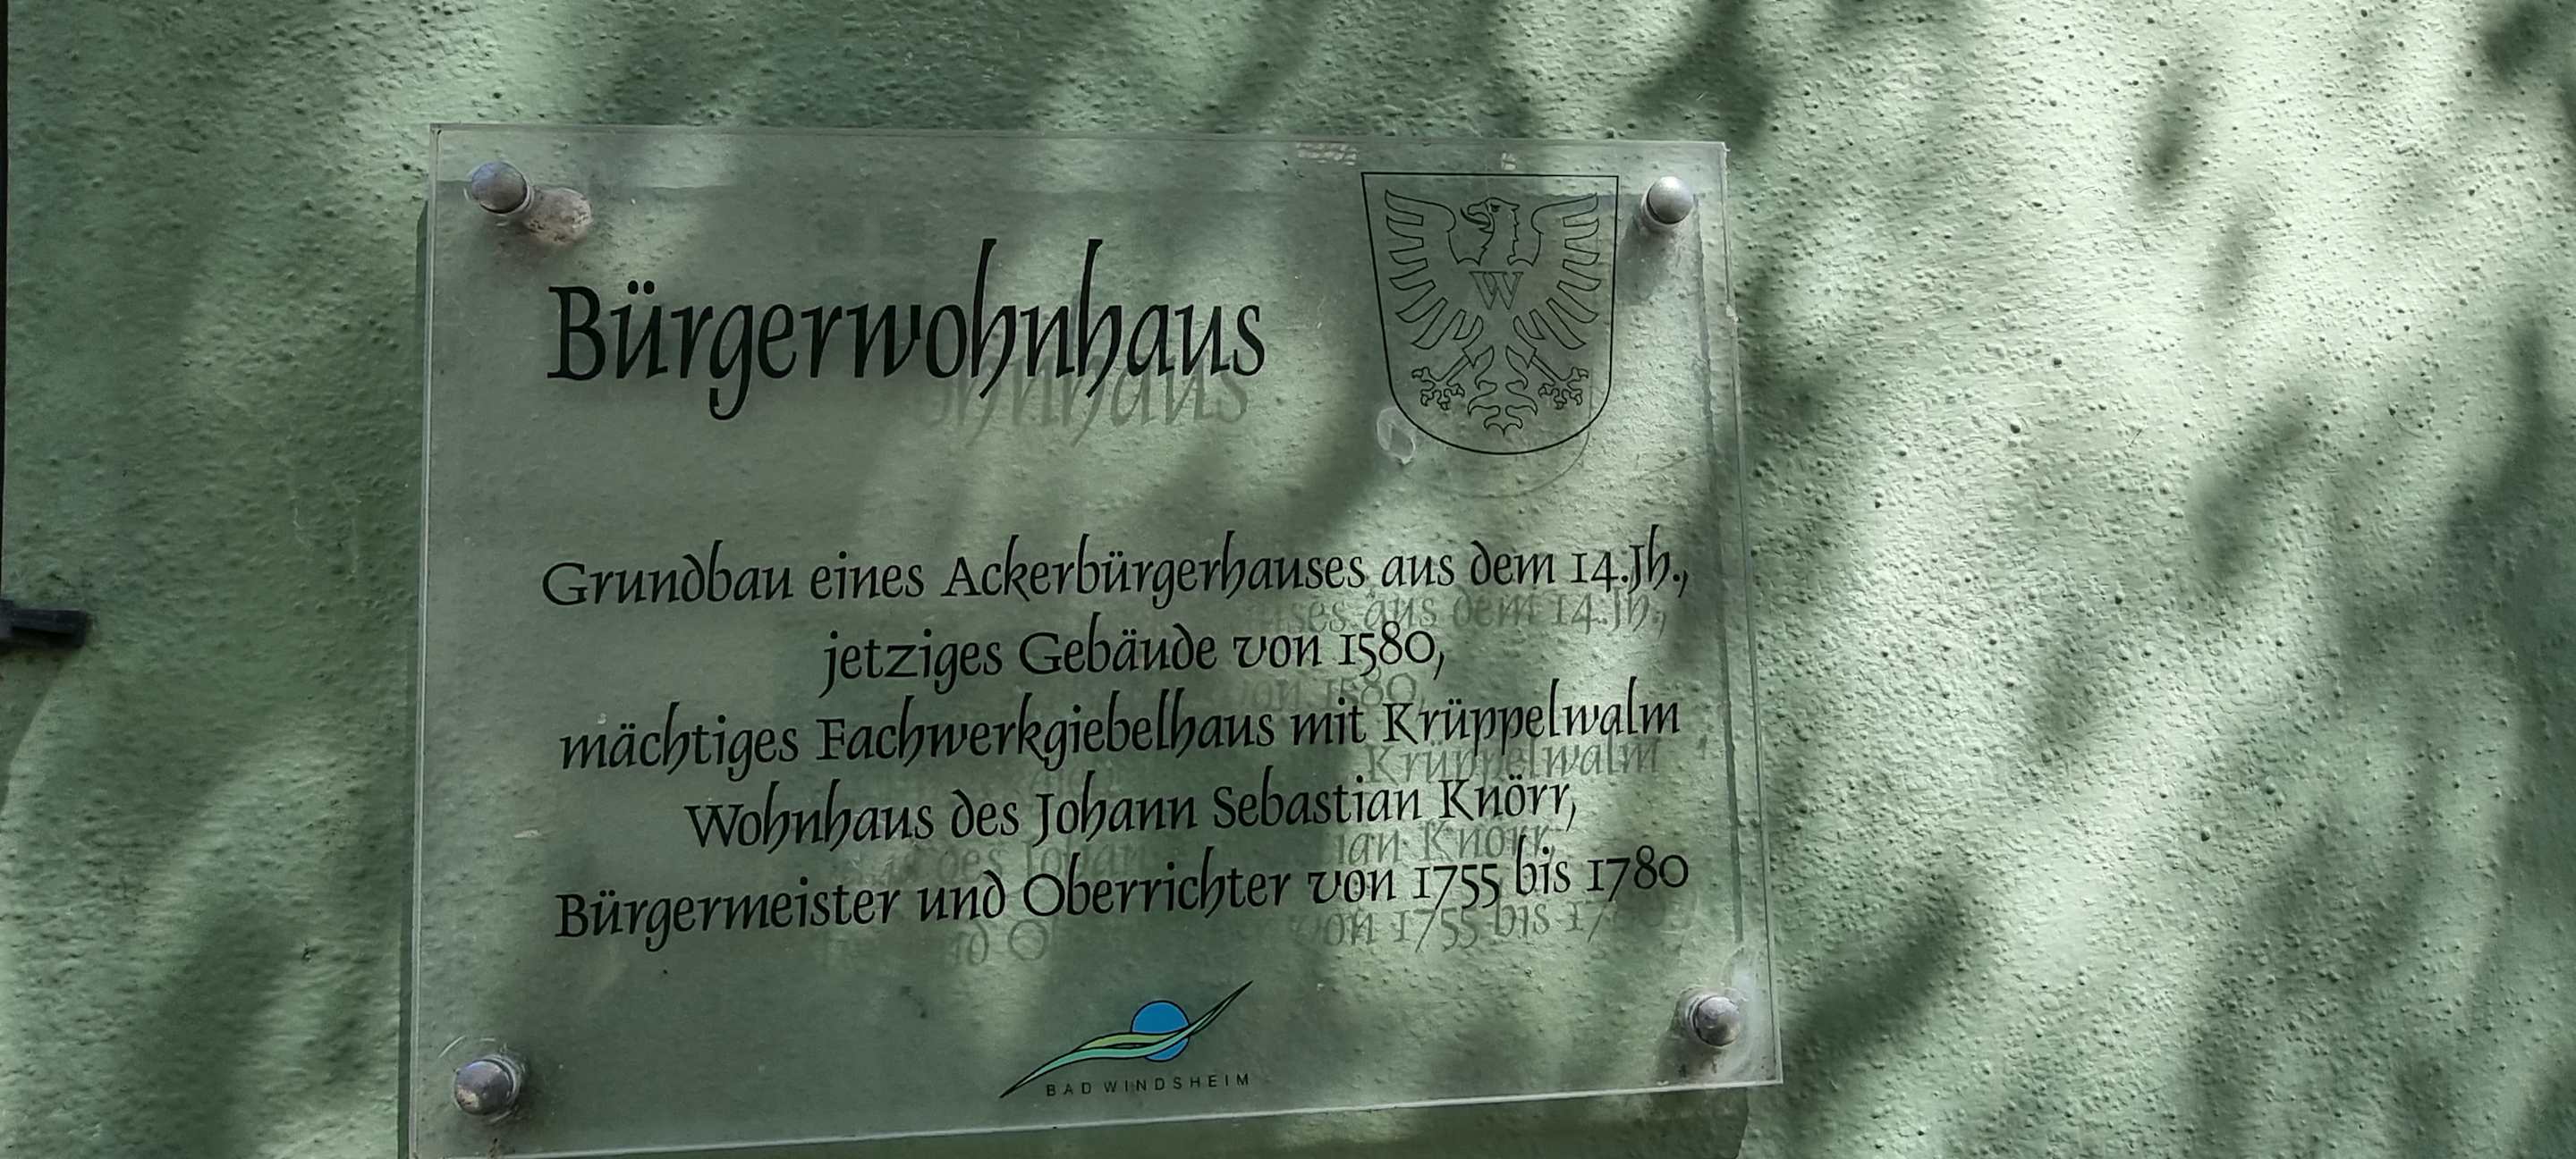 Bürgerwohnhaus
W
Grundbau eines Ackerbürgerhauses aus dem 14.Jh.,
jetziges Gebäude von 1580,
mächtiges Fachwerkgiebelhaus mit Krüppelwalm
Wohnhaus des Johann Sebastian Knörr,
Bürgermeister und Oberrichter von 1755 bis 1780
BAD WINDSHEIM